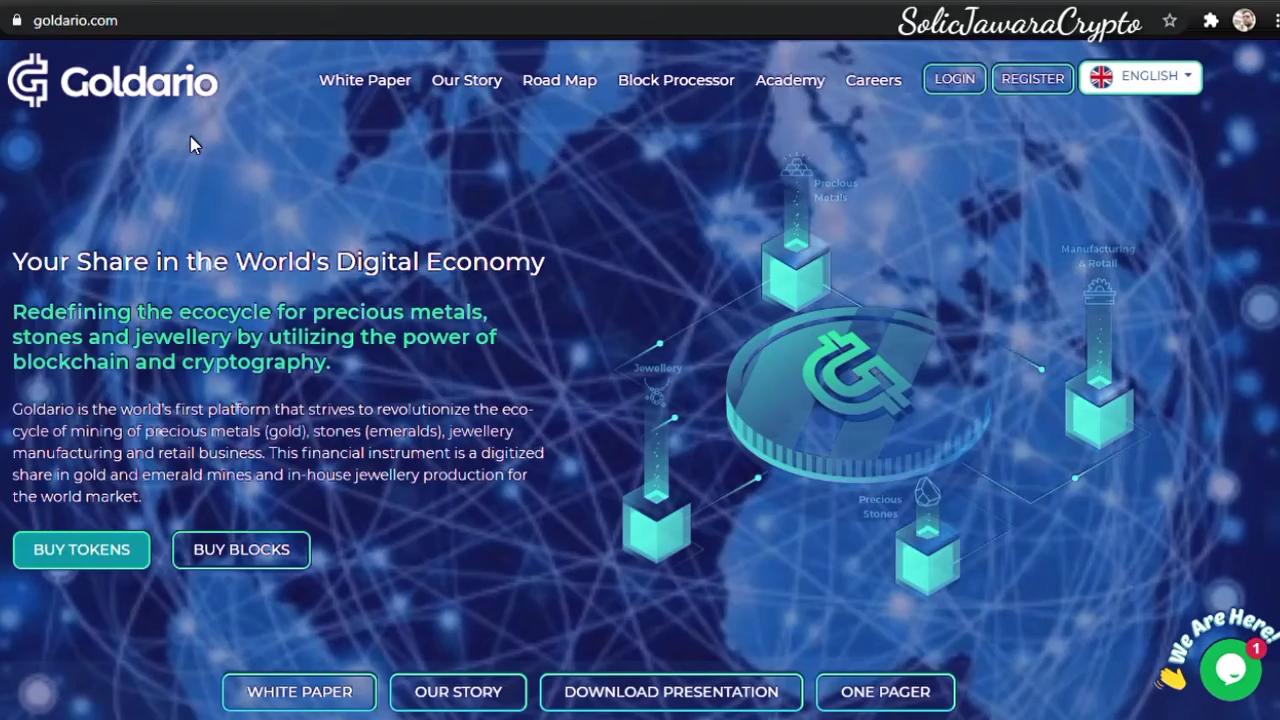 goldario.com
SolicJawaraCrypto
Goldario
White Paper
Our Story
Road Map
Block Processor
Academy
Careers
LOGIN
REGISTER
ENGLISH
Precious
Metals
Manufacturing
& Retail
Your Share in the World's Digital Economy
Redefining the ecocycle for precious metals,
stones and jewellery by utilizing the power of
blockchain and cryptography.
Jewellery
Goldario is the world's first platform that strives to revolutionize the eco-
cycle of mining of precious metals (gold), stones (emeralds), jewellery
manufacturing and retail business. This financial instrument is a digitized
share in gold and emerald mines and in-house jewellery production for
the world market.
Precious
Stones
BUY TOKENS
BUY BLOCKS
We Are Here!
1
WHITE PAPER
OUR STORY
DOWNLOAD PRESENTATION
ONE PAGER